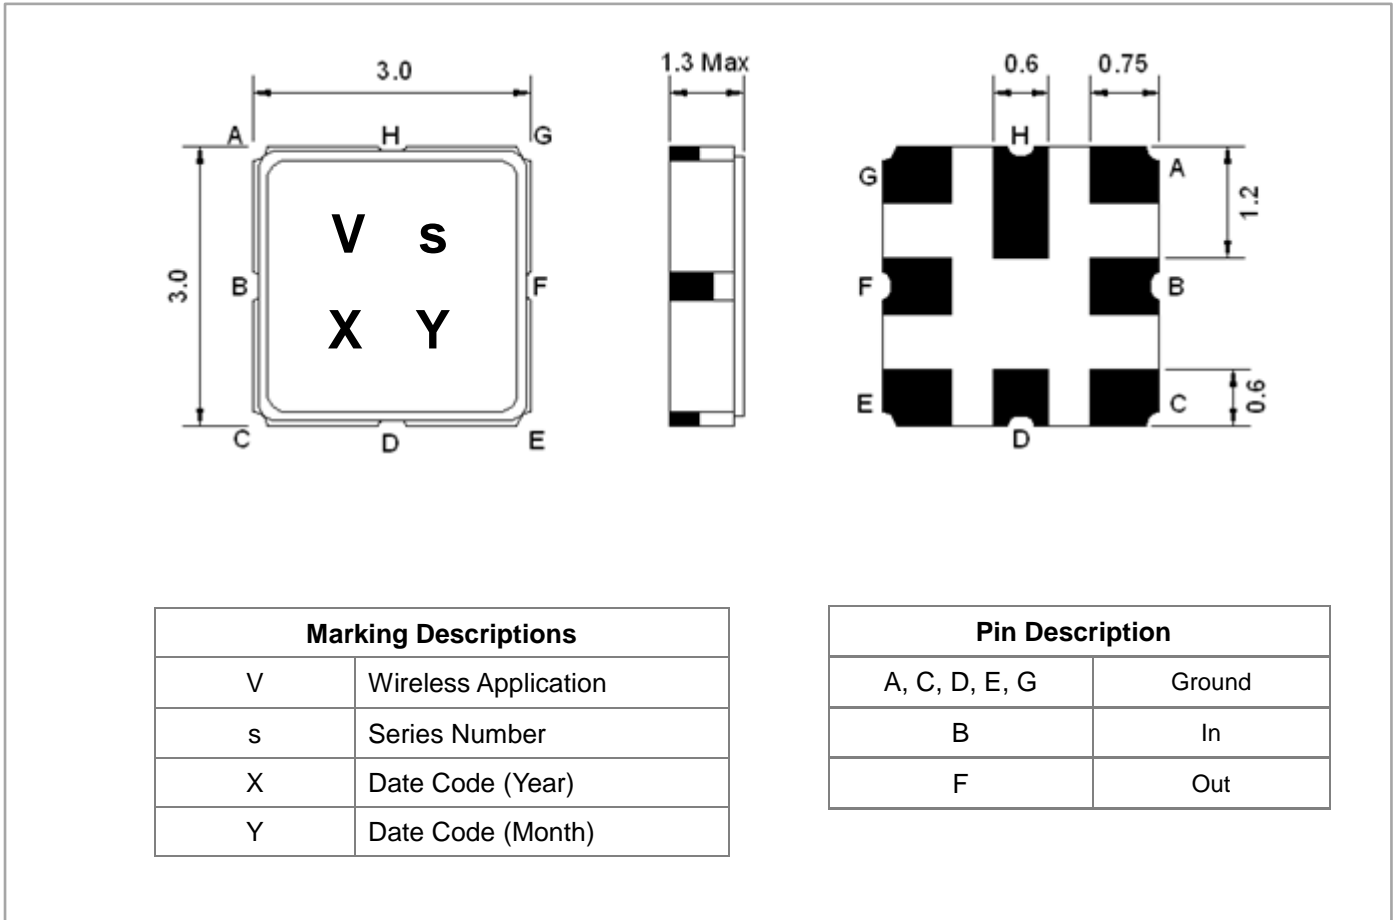 3.0
1.3 Max
0.6 0.75
A H G
H
G A
V s
1.2
3.0
B F
F B
X Y
E C
0.6
C D E
D
Marking Descriptions
V Wireless Application
s Series Number
X Date Code (Year)
Y Date Code (Month)
Pin Description
A, C, D, E, G Ground
B In
F Out